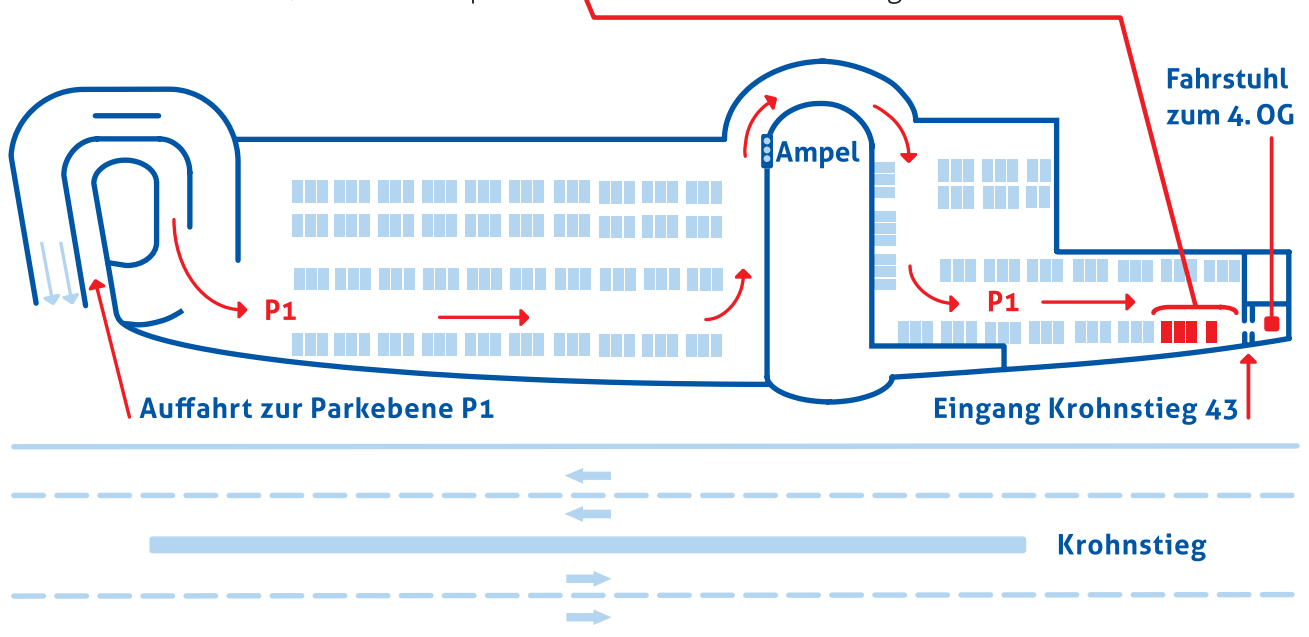 Fahrstuhl
zum 4. OG
Ampel
P1
P1
Auffahrt zur Parkebene P1
Eingang Krohnstieg 43
Krohnstieg